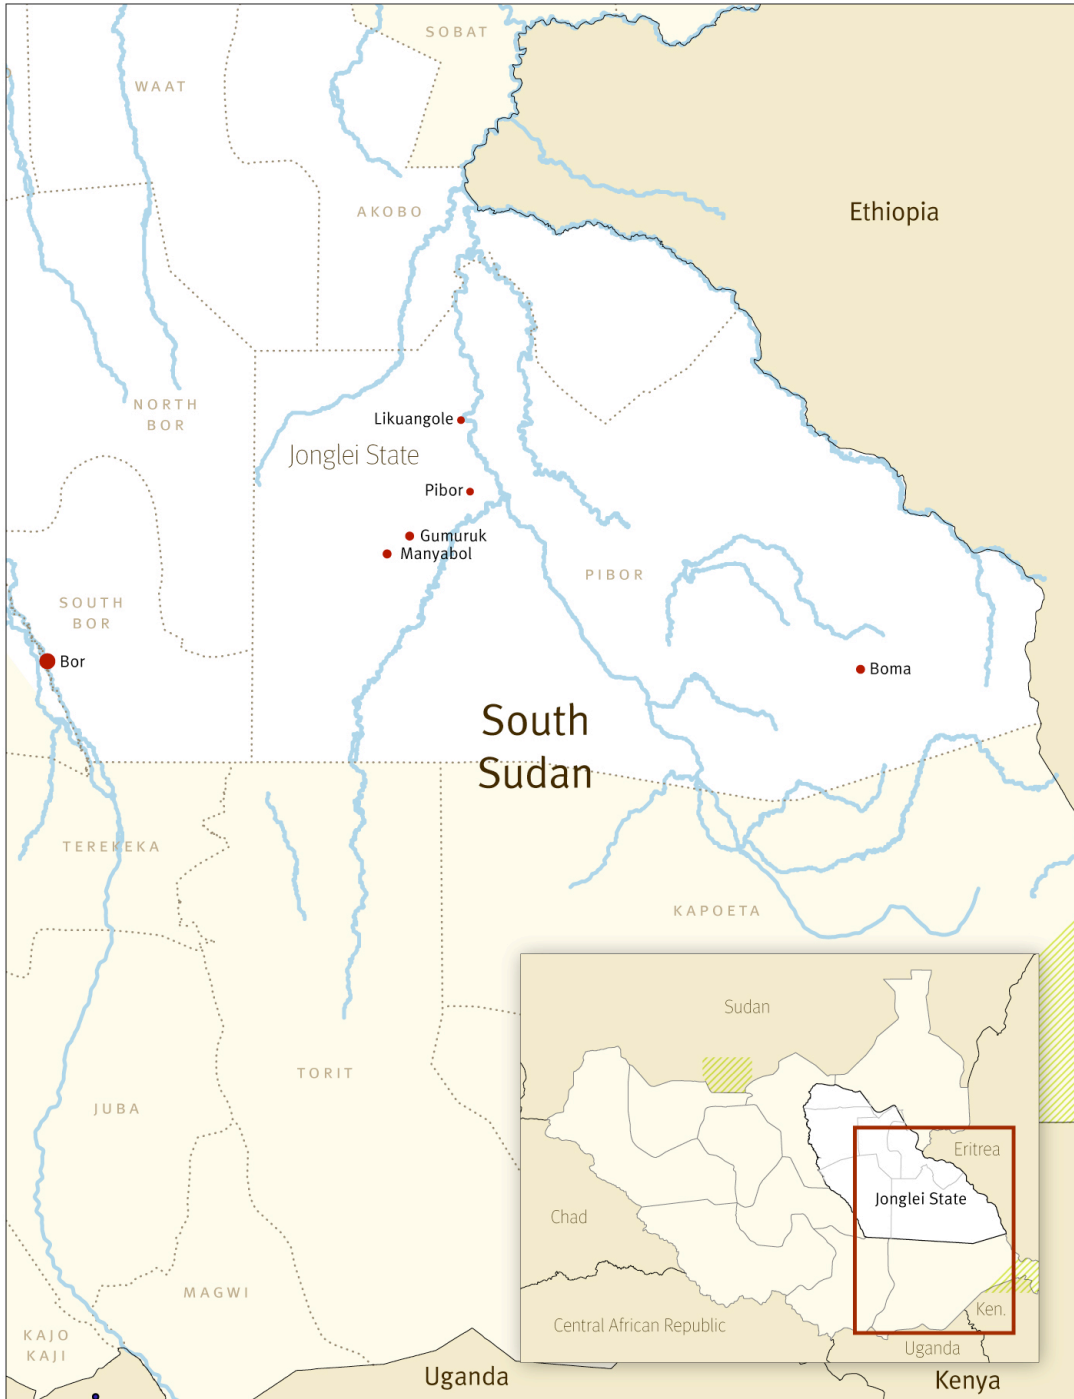 SOBAT
WAAT
Ethiopia
AKOBO
NORTH
BOR
Likuangole
Jonglei State
Pibor
Gumuruk
Manyabol
PIBOR
SOUTH
BOR
Bor
Boma
South
Sudan
TEREKEKA
KAPOETA
Sudan
TORIT
JUBA
Eritrea
Jonglei State
Chad
MAGWI
Ken.
Central African Republic
KAJO
KAJI
Uganda
Uganda
Kenya